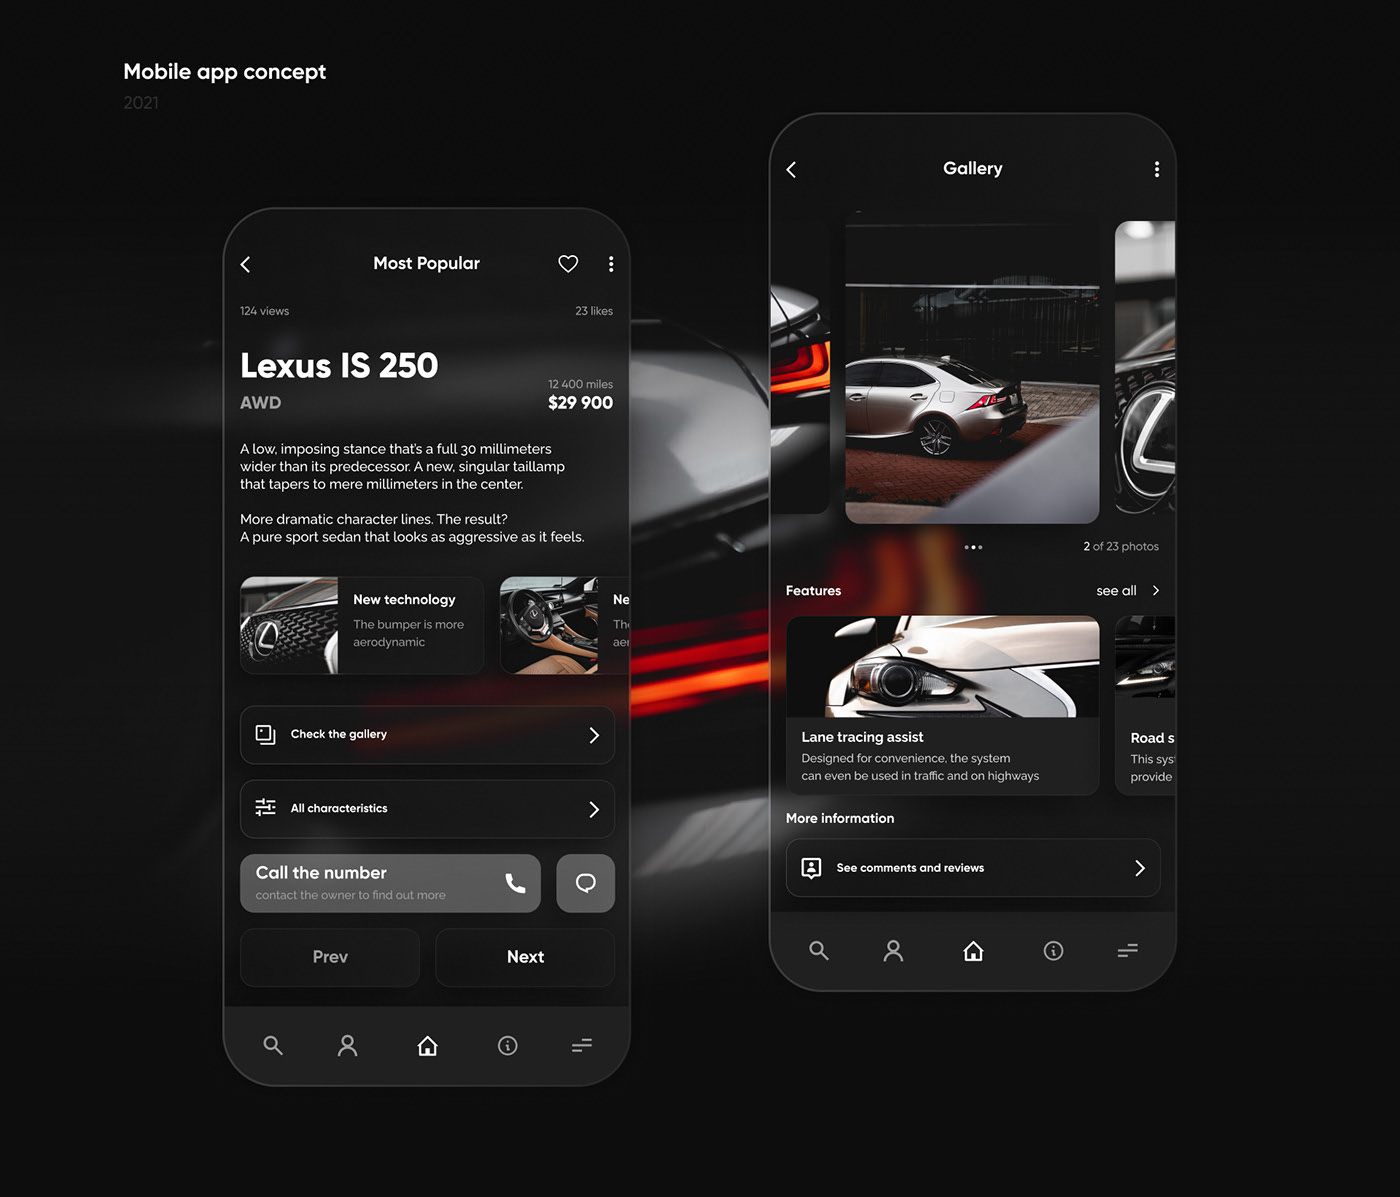 Mobile app concept
2021
Most Popular
124 views
23 likes
Lexus IS 250
AWD
12 400 miles
$29 900
A low, imposing stance that's a full 30 millimeters
wider than its predecessor. A new, singular taillamp
that tapers to mere millimeters in the center.
More dramatic character lines. The result?
A pure sport sedan that looks as aggressive as it feels.
New technology
The bumper is more
aerodynamic
Ne
The
aer
Check the gallery
All characteristics
Call the number
contact the owner to find out more
Prev
Next
Gallery
2 of 23 photos
Features
see all
Lane tracing assist
Designed for convenience, the system
can even be used in traffic and on highways
Road s
This syst
provide
More information
See comments and reviews